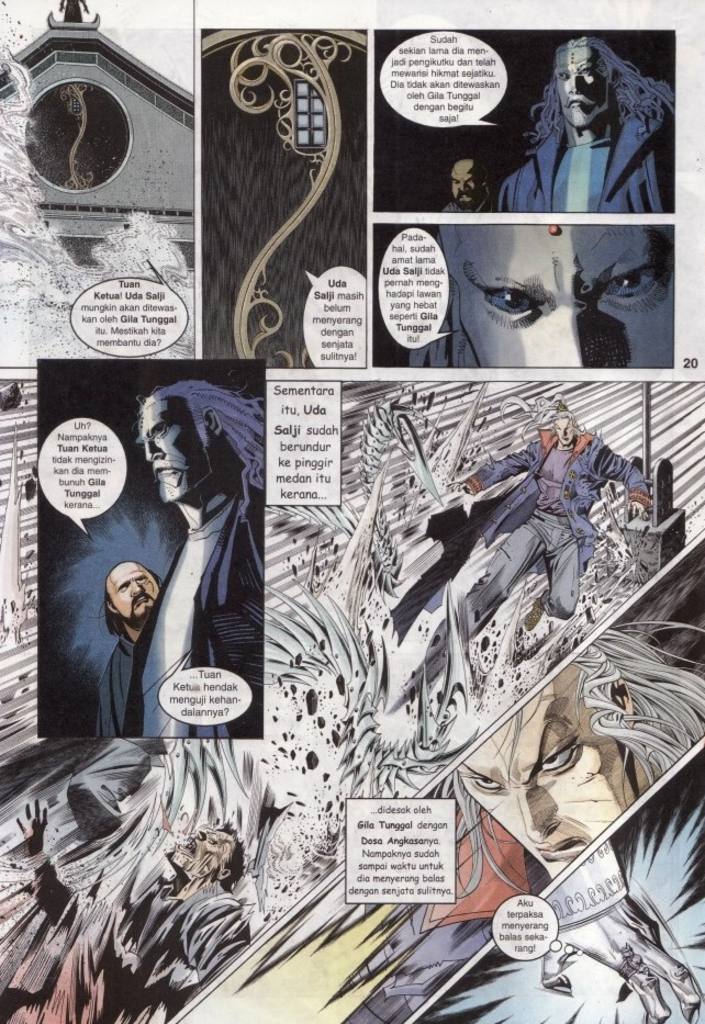 Tuan
Ketua! Uda Salji
mungkin akan ditewas-
kan oleh Gila Tunggal
itu. Mestikah kita
membantu dia?
Uda
Salji masih
belum
menyerang
dengan
senjata
sulitnya!
Sudah
sekian lama dia men-
jadi pengikutku dan telah
mewarisi hikmat sejatiku.
Dia tidak akan ditewaskan
oleh Gila Tunggal
dengan begitu
saja!
Pada-
hal, sudah
amat lama
Uda Salji tidak
pernah meng-
hadapi lawan
yang hebat
seperti Gila
Tunggal
itu!
20
Uh?
Nampaknya
Tuan Ketua
tidak mengizin-
kan dia mem-
bunuh Gila
Tunggal
kerana...
...Tuan
Ketua hendak
menguji kehan-
dalannya?
Sementara
itu, Uda
Salji sudah
berundur
ke pinggir
medan itu
kerana...
...didesak oleh
Gila Tunggal dengan
Dosa Angkasanya.
Nampaknya sudah
sampai waktu untuk
dia menyerang balas
dengan senjata sulitnya.
Aku
terpaksa
menyerang
balas seka-
rang!